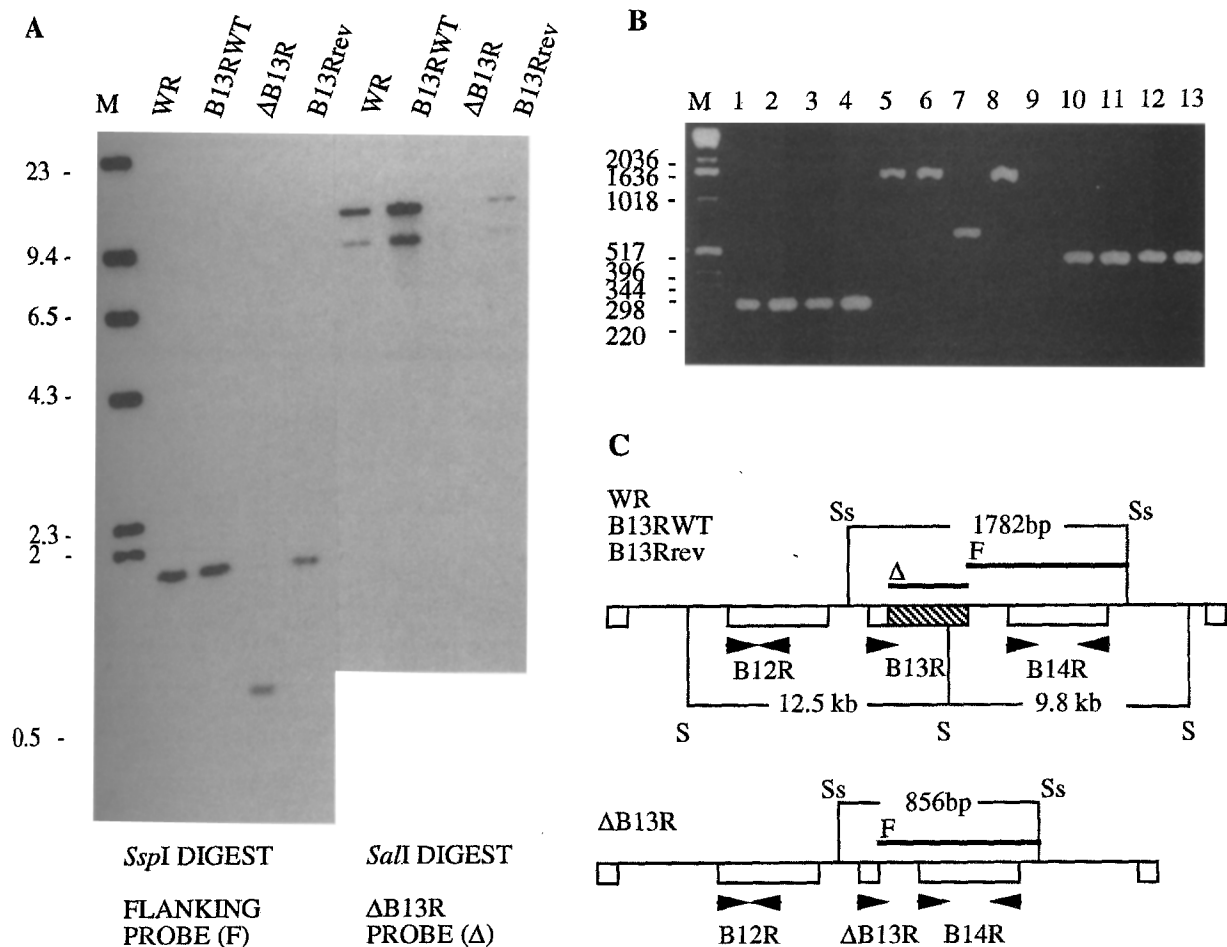 A
M WR B13RWT ΔB13R B13Rrev WR B13RWT ΔB13R B13Rrev
23 -
9.4 -
6.5 -
4.3 -
2.3 -
2 -
0.5 -
SspI DIGEST
FLANKING
PROBE (F)
SalI DIGEST
ΔB13R
PROBE (Δ)
B
M 1 2 3 4 5 6 7 8 9 10 11 12 13
2036 -
1636 -
1018 -
517 -
396 -
344 -
298 -
220 -
C
WR
B13RWT
B13Rrev
Ss 1782bp Ss
F
Δ
B12R B13R B14R
12.5 kb 9.8 kb
S S S
ΔB13R
Ss 856bp Ss
F
B12R ΔB13R B14R